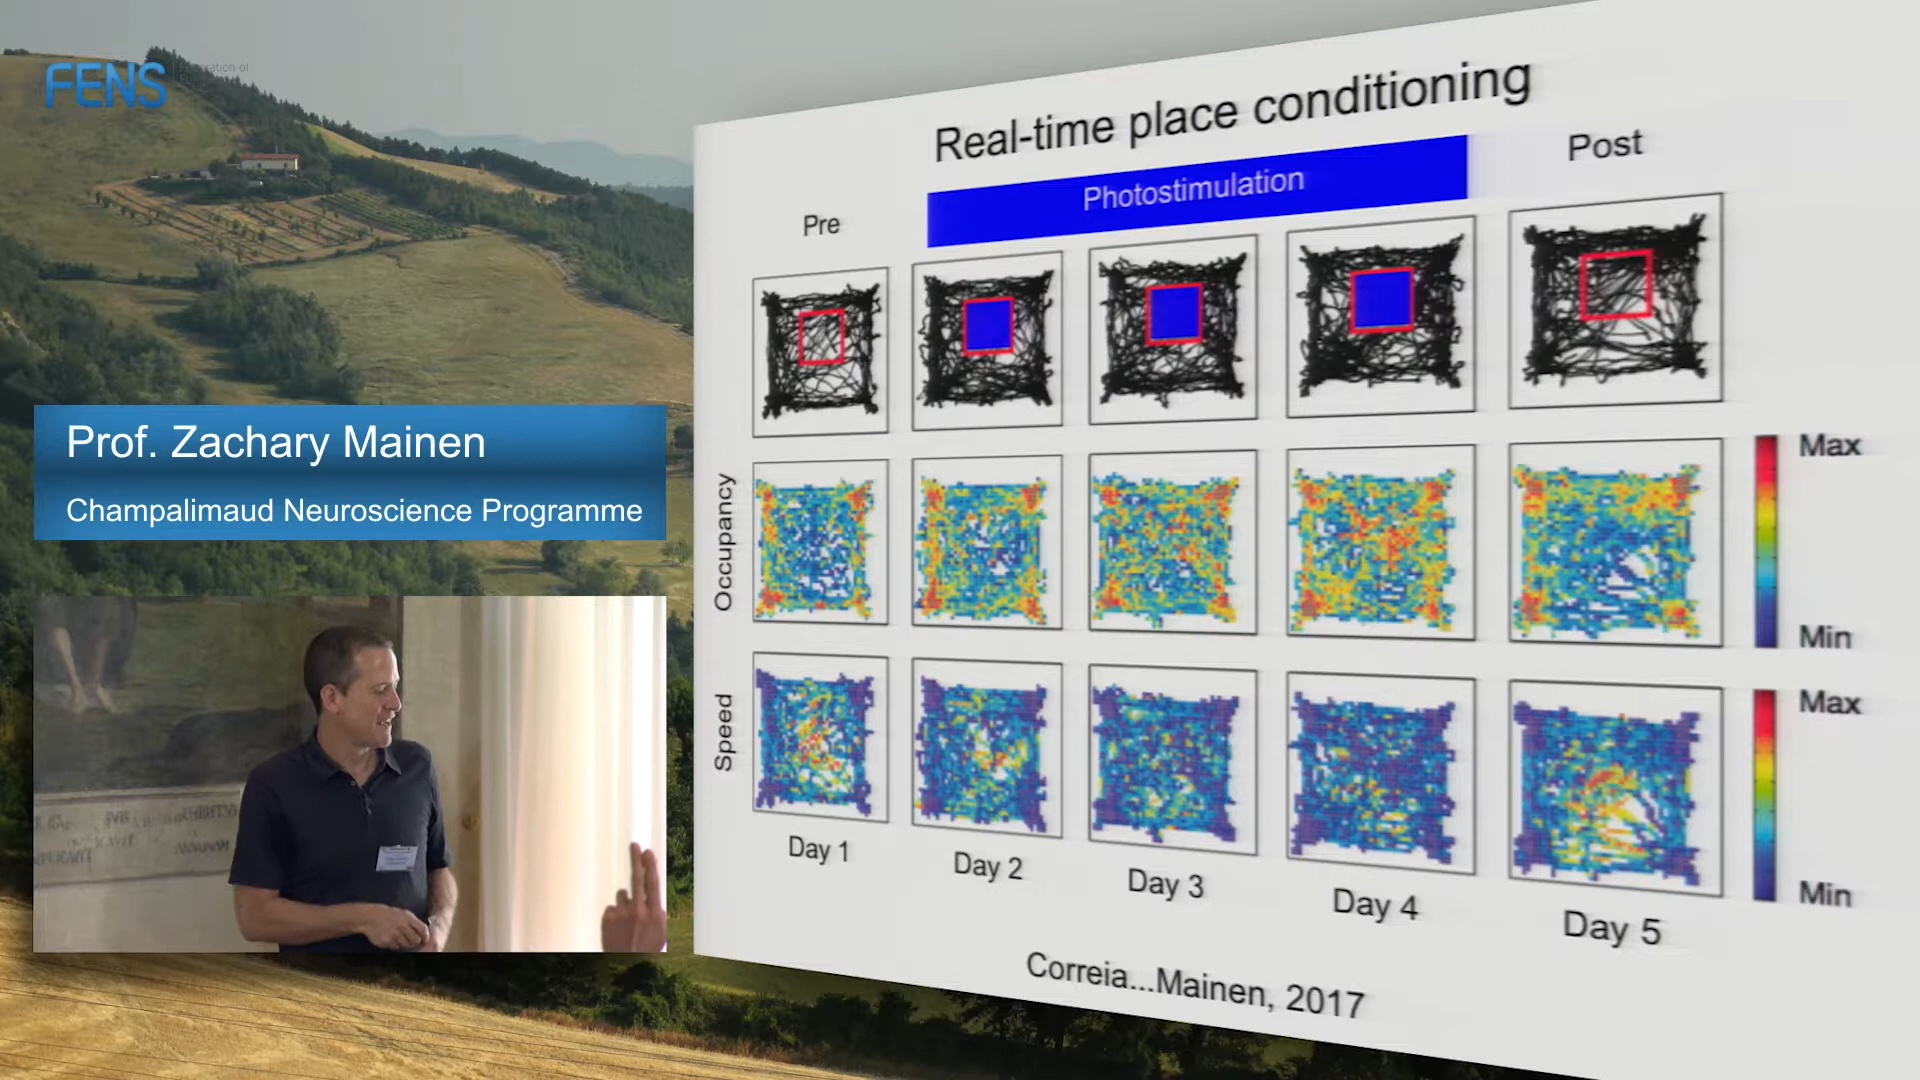 FENS
Prof. Zachary Mainen
Champalimaud Neuroscience Programme
Real-time place conditioning
Pre
Photostimulation
Post
Occupancy
Max
Min
Speed
Max
Min
Day 1
Day 2
Day 3
Day 4
Day 5
Correia...Mainen, 2017